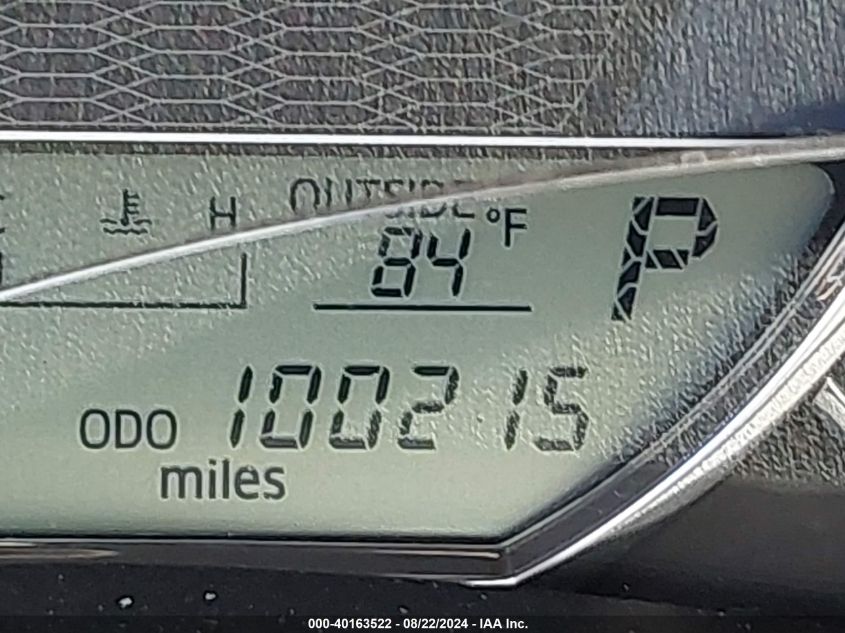 H
OUTSIDE
84 °F
P
ODO 100215
miles
000-40163522 - 08/22/2024 - IAA Inc.